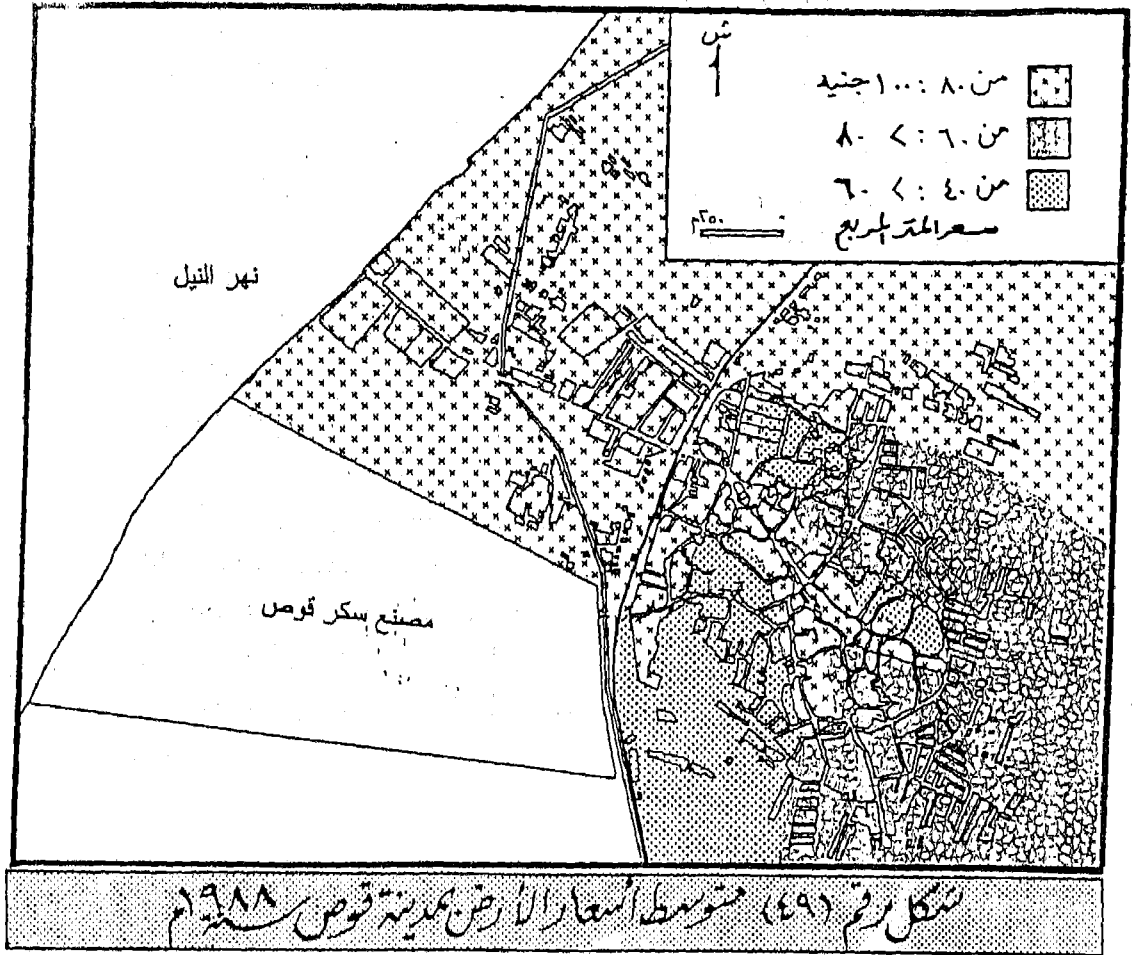 ش
من ٨٠ : ١٠٠ جنيه
من ٦٠ : > ٨٠
من ٤٠ : > ٦٠
سعر المتر المربع
٢٥٠م
نهر النيل
مصنع سكر قوص
شكل رقم (٤٩) متوسط أسعار الأرض بمدينة قوص سنة ١٩٨٨م